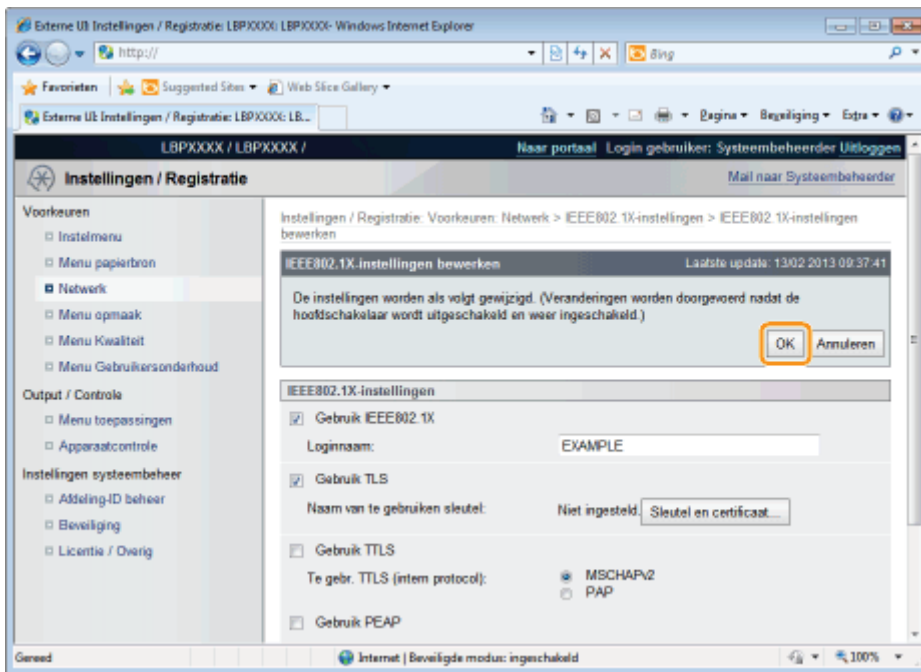 Externe UI: Instellingen / Registratie: LBPXXXX: LBPXXXX- Windows Internet Explorer
http://
Bing
Favorieten Suggested Sites Web Slice Gallery
Externe UI: Instellingen / Registratie: LBPXXXX: LB...
Pagina Beveiliging Extra
LBPXXXX / LBPXXXX /
Naar portaal Login gebruiker: Systeembeheerder Uitloggen
Instellingen / Registratie
Mail naar Systeembeheerder
Voorkeuren
Instelmenu
Menu papierbron
Netwerk
Menu opmaak
Menu Kwaliteit
Menu Gebruikersonderhoud
Output / Controle
Menu toepassingen
Apparaatcontrole
Instellingen systeembeheer
Afdeling-ID beheer
Beveiliging
Licentie / Overig
Instellingen / Registratie: Voorkeuren: Netwerk > IEEE802.1X-instellingen > IEEE802.1X-instellingen
bewerken
IEEE802.1X-instellingen bewerken
Laatste update: 13/02 2013 09:37:41
De instellingen worden als volgt gewijzigd. (Veranderingen worden doorgevoerd nadat de
hoofdschakelaar wordt uitgeschakeld en weer ingeschakeld.)
OK Annuleren
IEEE802.1X-instellingen
Gebruik IEEE802.1X
Loginnaam: EXAMPLE
Gebruik TLS
Naam van te gebruiken sleutel: Niet ingesteld. Sleutel en certificaat...
Gebruik TTLS
Te gebr. TTLS (intern protocol): MSCHAPv2
PAP
Gebruik PEAP
Gereed
Internet | Beveiligde modus: ingeschakeld
100%